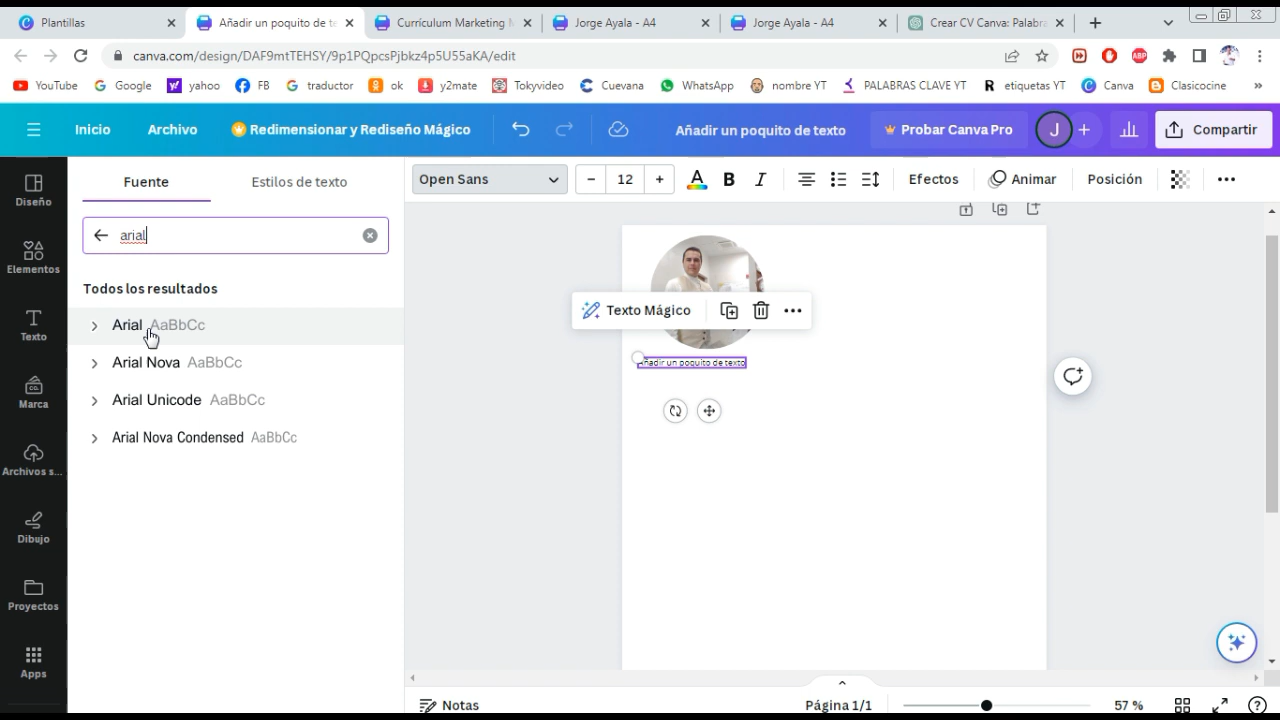 Plantillas
Añadir un poquito de te
Currículum Marketing
Jorge Ayala - A4
Jorge Ayala - A4
Crear CV Canva: Palabra
canva.com/design/DAF9mtTEHSY/9p1PQpcsPjbkz4p5U55aKA/edit
YouTube
Google
yahoo
FB
traductor
ok
y2mate
Tokyvideo
Cuevana
WhatsApp
nombre YT
PALABRAS CLAVE YT
etiquetas YT
Canva
Clasicocine
Inicio
Archivo
Redimensionar y Rediseño Mágico
Añadir un poquito de texto
Probar Canva Pro
J
Compartir
Diseño
Elementos
Texto
Marca
Archivos s...
Dibujo
Proyectos
Apps
Fuente
Estilos de texto
arial
Todos los resultados
Arial AaBbCc
Arial Nova AaBbCc
Arial Unicode AaBbCc
Arial Nova Condensed AaBbCc
Open Sans
12
A
B
I
Efectos
Animar
Posición
Texto Mágico
Añadir un poquito de texto
Notas
Página 1/1
57 %